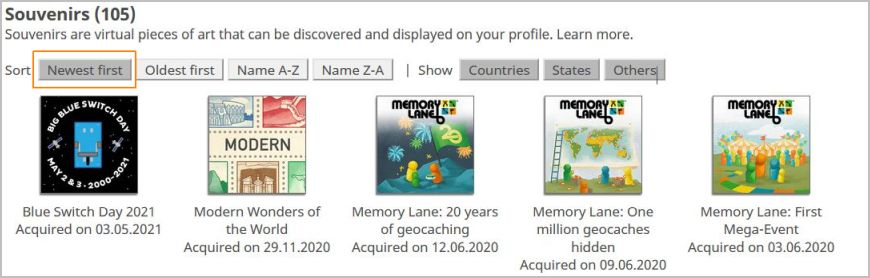 Souvenirs (105)
Souvenirs are virtual pieces of art that can be discovered and displayed on your profile. Learn more.
Sort Newest first Oldest first Name A-Z Name Z-A | Show Countries States Others
BIG BLUE SWITCH DAY
MAY 2 & 3 · 2000-2021
MODERN
MEMORY LANE
20
MEMORY LANE
MEMORY LANE
Blue Switch Day 2021
Acquired on 03.05.2021
Modern Wonders of
the World
Acquired on 29.11.2020
Memory Lane: 20 years
of geocaching
Acquired on 12.06.2020
Memory Lane: One
million geocaches
hidden
Acquired on 09.06.2020
Memory Lane: First
Mega-Event
Acquired on 03.06.2020